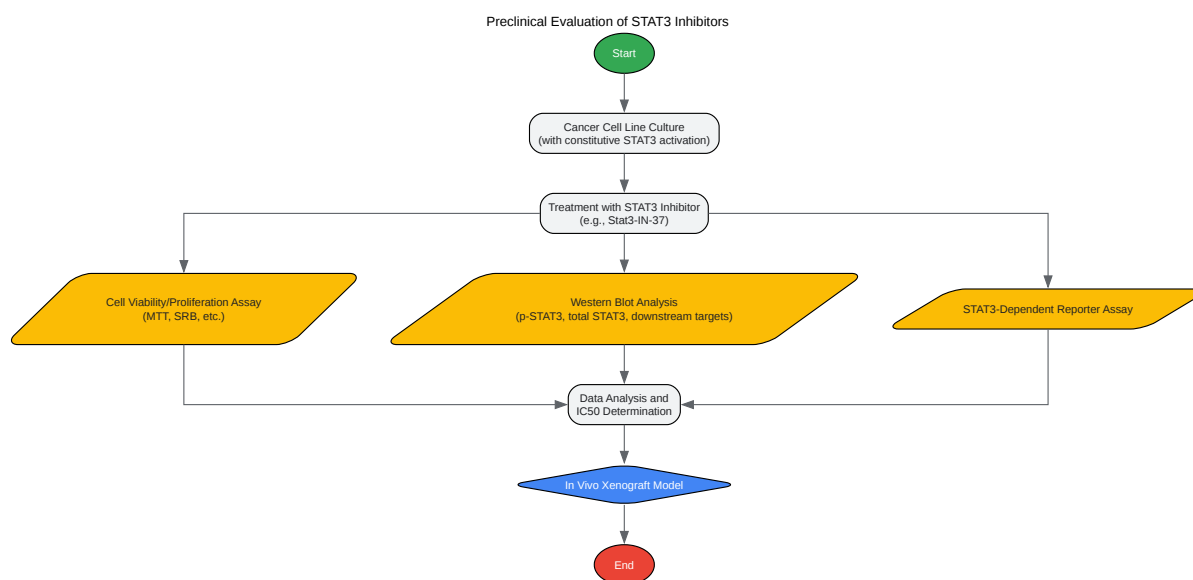 Preclinical Evaluation of STAT3 Inhibitors
Start
Cancer Cell Line Culture
(with constitutive STAT3 activation)
Treatment with STAT3 Inhibitor
(e.g., Stat3-IN-37)
Cell Viability/Proliferation Assay
(MTT, SRB, etc.)
Western Blot Analysis
(p-STAT3, total STAT3, downstream targets)
STAT3-Dependent Reporter Assay
Data Analysis and
IC50 Determination
In Vivo Xenograft Model
End